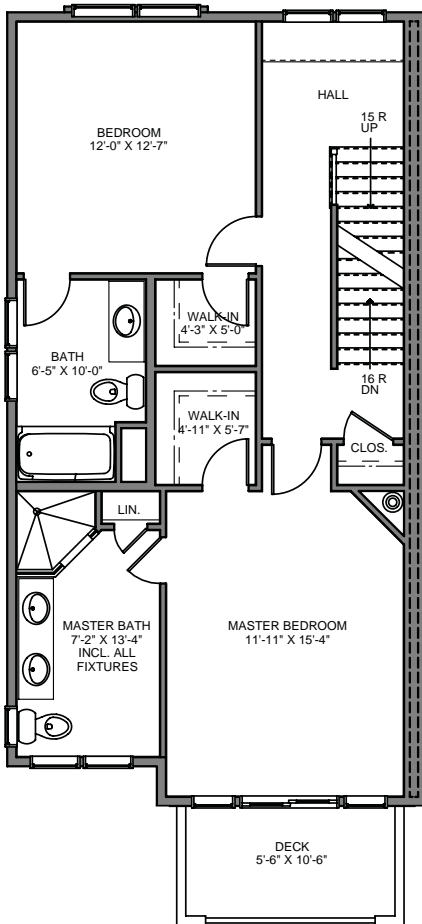 HALL
15 R
UP
BEDROOM
12'-0" X 12'-7"
WALK-IN
4'-3" X 5'-0"
BATH
6'-5" X 10'-0"
16 R
DN
WALK-IN
4'-11" X 5'-7"
CLOS.
LIN.
MASTER BATH
7'-2" X 13'-4"
INCL. ALL
FIXTURES
MASTER BEDROOM
11'-11" X 15'-4"
DECK
5'-6" X 10'-6"